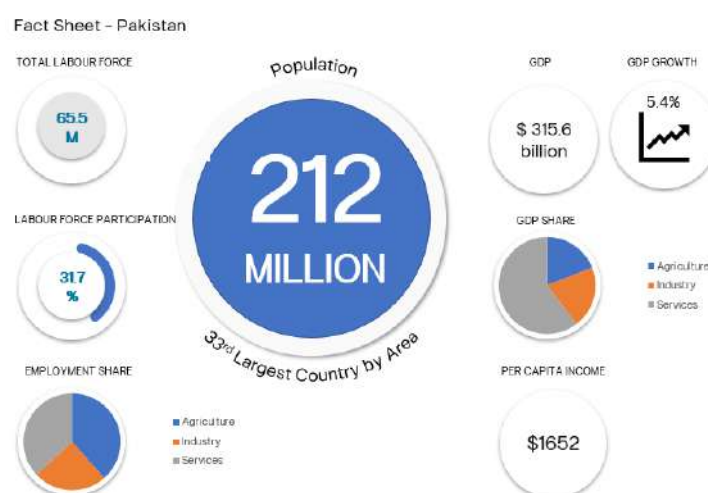 Fact Sheet - Pakistan
TOTAL LABOUR FORCE
65.5
M
LABOUR FORCE PARTICIPATION
31.7
%
EMPLOYMENT SHARE
Agriculture
Industry
Services
Population
212
MILLION
33rd Largest Country by Area
GDP
$ 315.6
billion
GDP GROWTH
5.4%
GDP SHARE
Agriculture
Industry
Services
PER CAPITA INCOME
$1652